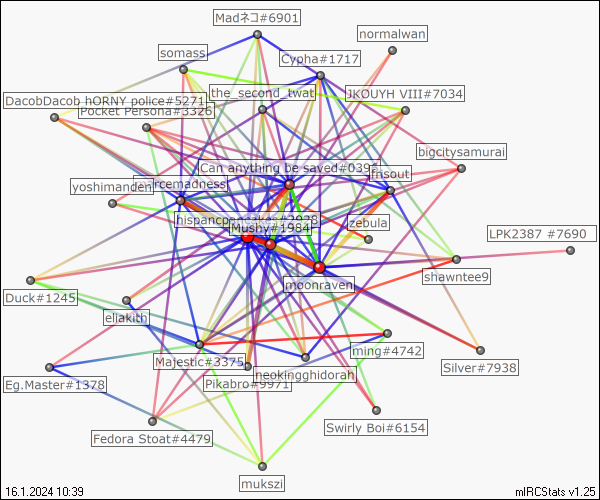 Madネコ#6901
normalwan
somass
Cypha#1717
the_second_twat
JKOUYH VIII#7034
DacobDacob hORNY police#5271
Pocket Persona#3326
bigcitysamurai
Can anything be saved#039
fnsout
yoshimanden
rcemadness
hispancpancakes#2028
Mushy#1984
zebula
LPK2387 #7690
shawntee9
moonraven
Duck#1245
eliakith
ming#4742
Majestic#3375
Silver#7938
neokingghidorah
Eg.Master#1378
Pikabro#9971
Swirly Boi#6154
Fedora Stoat#4479
mukszi
16.1.2024 10:39
mIRCStats v1.25